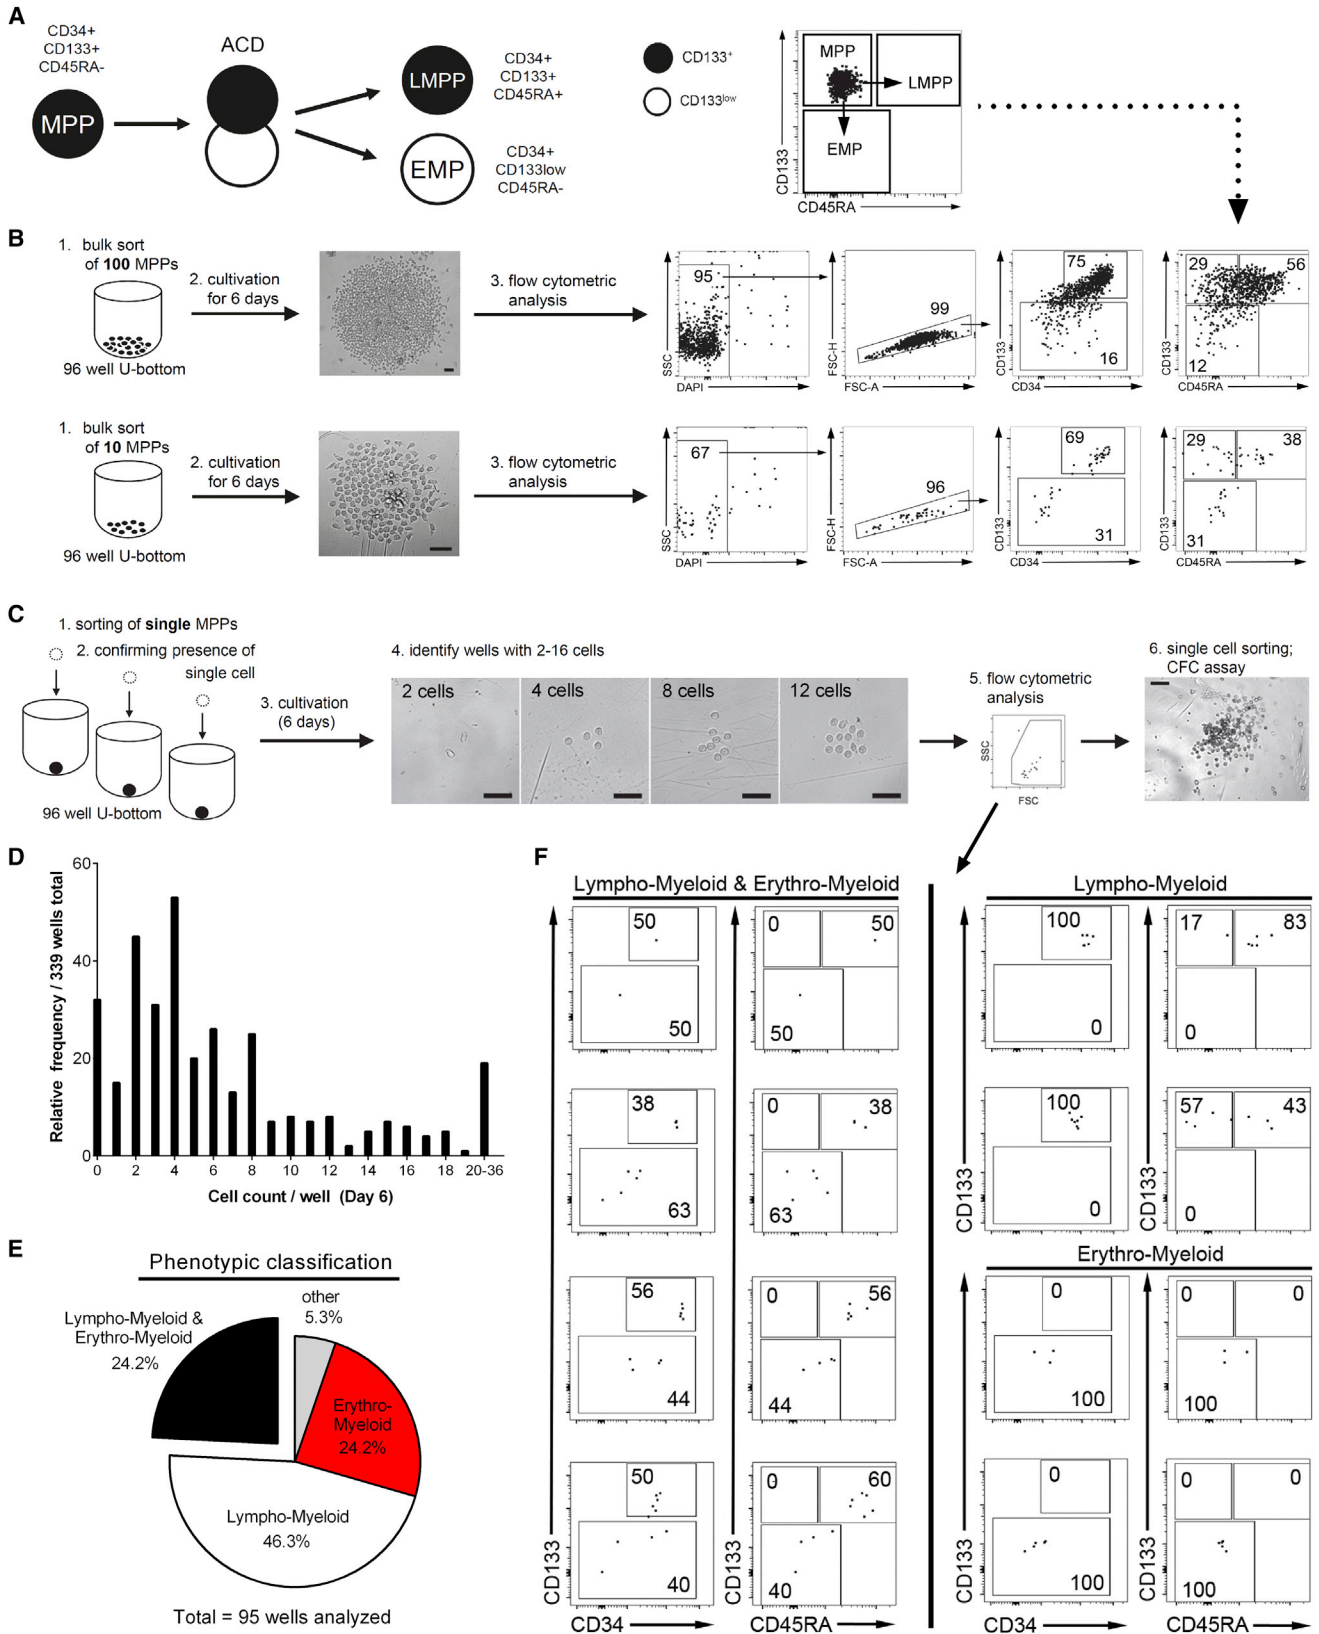 A
CD34+
CD133+
CD45RA-
MPP
ACD
LMPP
CD34+
CD133+
CD45RA+
EMP
CD34+
CD133low
CD45RA-
CD133+
CD133low
MPP
LMPP
EMP
CD133
CD45RA
B
1. bulk sort
of 100 MPPs
96 well U-bottom
2. cultivation
for 6 days
3. flow cytometric
analysis
95
SSC
DAPI
99
FSC-H
FSC-A
75
16
CD133
CD34
29
56
12
CD133
CD45RA
1. bulk sort
of 10 MPPs
96 well U-bottom
2. cultivation
for 6 days
3. flow cytometric
analysis
67
SSC
DAPI
96
FSC-H
FSC-A
69
31
CD133
CD34
29
38
31
CD133
CD45RA
C
1. sorting of single MPPs
2. confirming presence of
single cell
96 well U-bottom
3. cultivation
(6 days)
4. identify wells with 2-16 cells
2 cells
4 cells
8 cells
12 cells
5. flow cytometric
analysis
SSC
FSC
6. single cell sorting;
CFC assay
D
Relative frequency / 339 wells total
60
40
20
0
0 2 4 6 8 10 12 14 16 18 20-36
Cell count / well (Day 6)
E
Phenotypic classification
Lympho-Myeloid &
Erythro-Myeloid
24.2%
other
5.3%
Erythro-
Myeloid
24.2%
Lympho-Myeloid
46.3%
Total = 95 wells analyzed
F
Lympho-Myeloid & Erythro-Myeloid
50
50
0
50
50
38
63
0
38
63
56
44
0
56
44
50
40
0
60
40
CD133
CD34
CD133
CD45RA
Lympho-Myeloid
100
0
17
83
0
100
0
57
43
0
CD133
CD133
Erythro-Myeloid
0
100
0
0
100
0
100
0
0
100
CD133
CD34
CD133
CD45RA